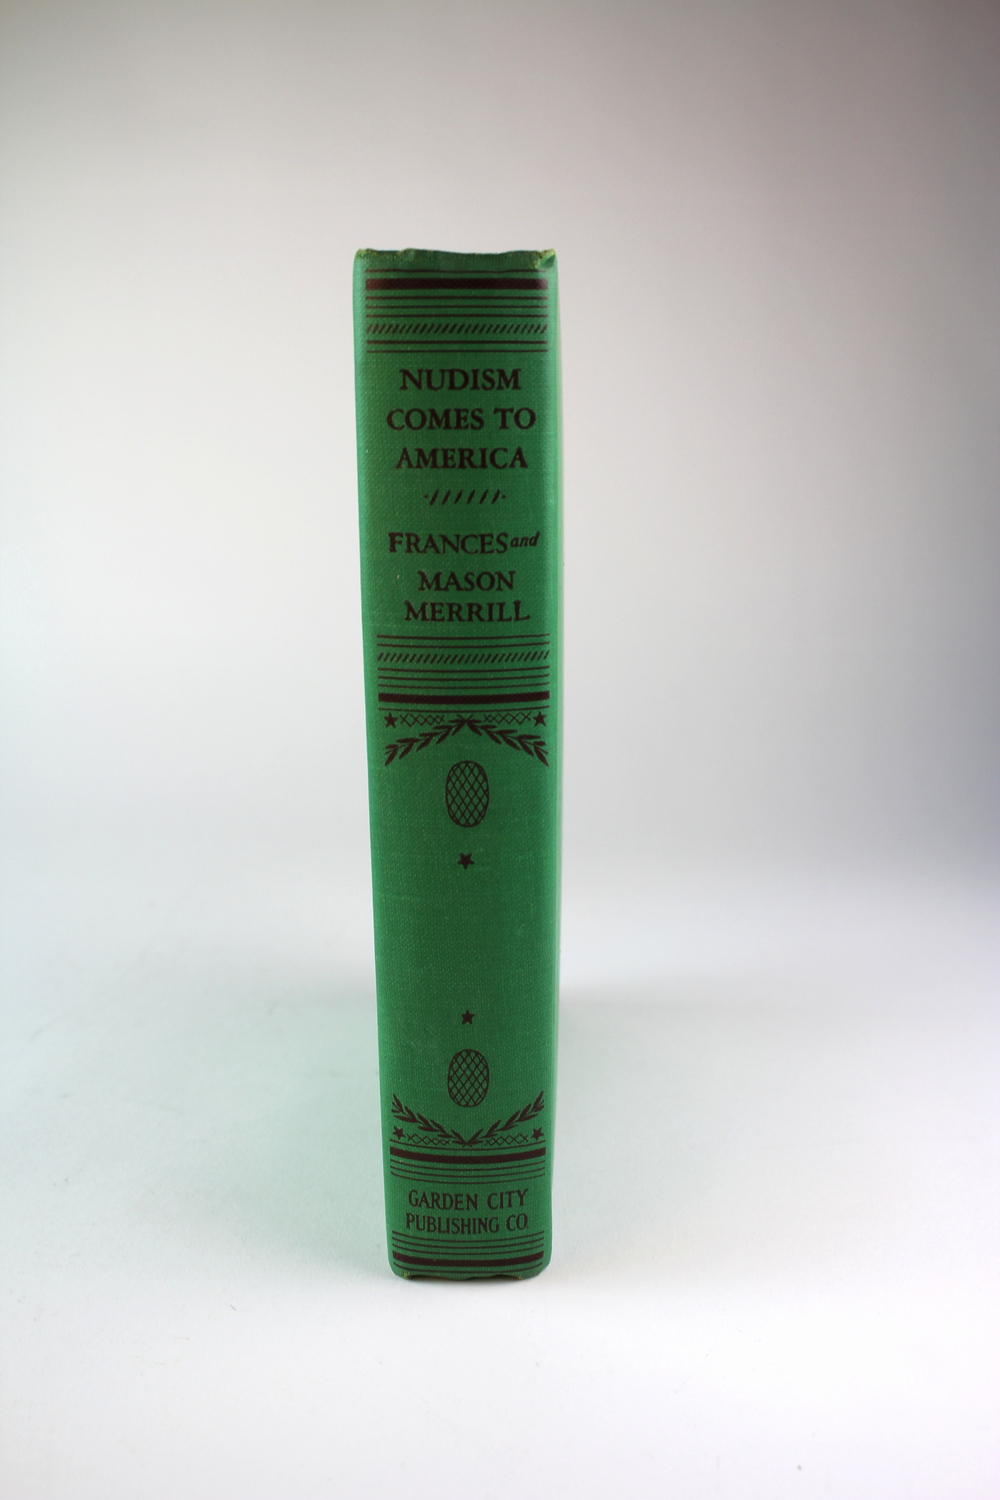 NUDISM
COMES TO
AMERICA
FRANCES and
MASON
MERRILL
GARDEN CITY
PUBLISHING CO.